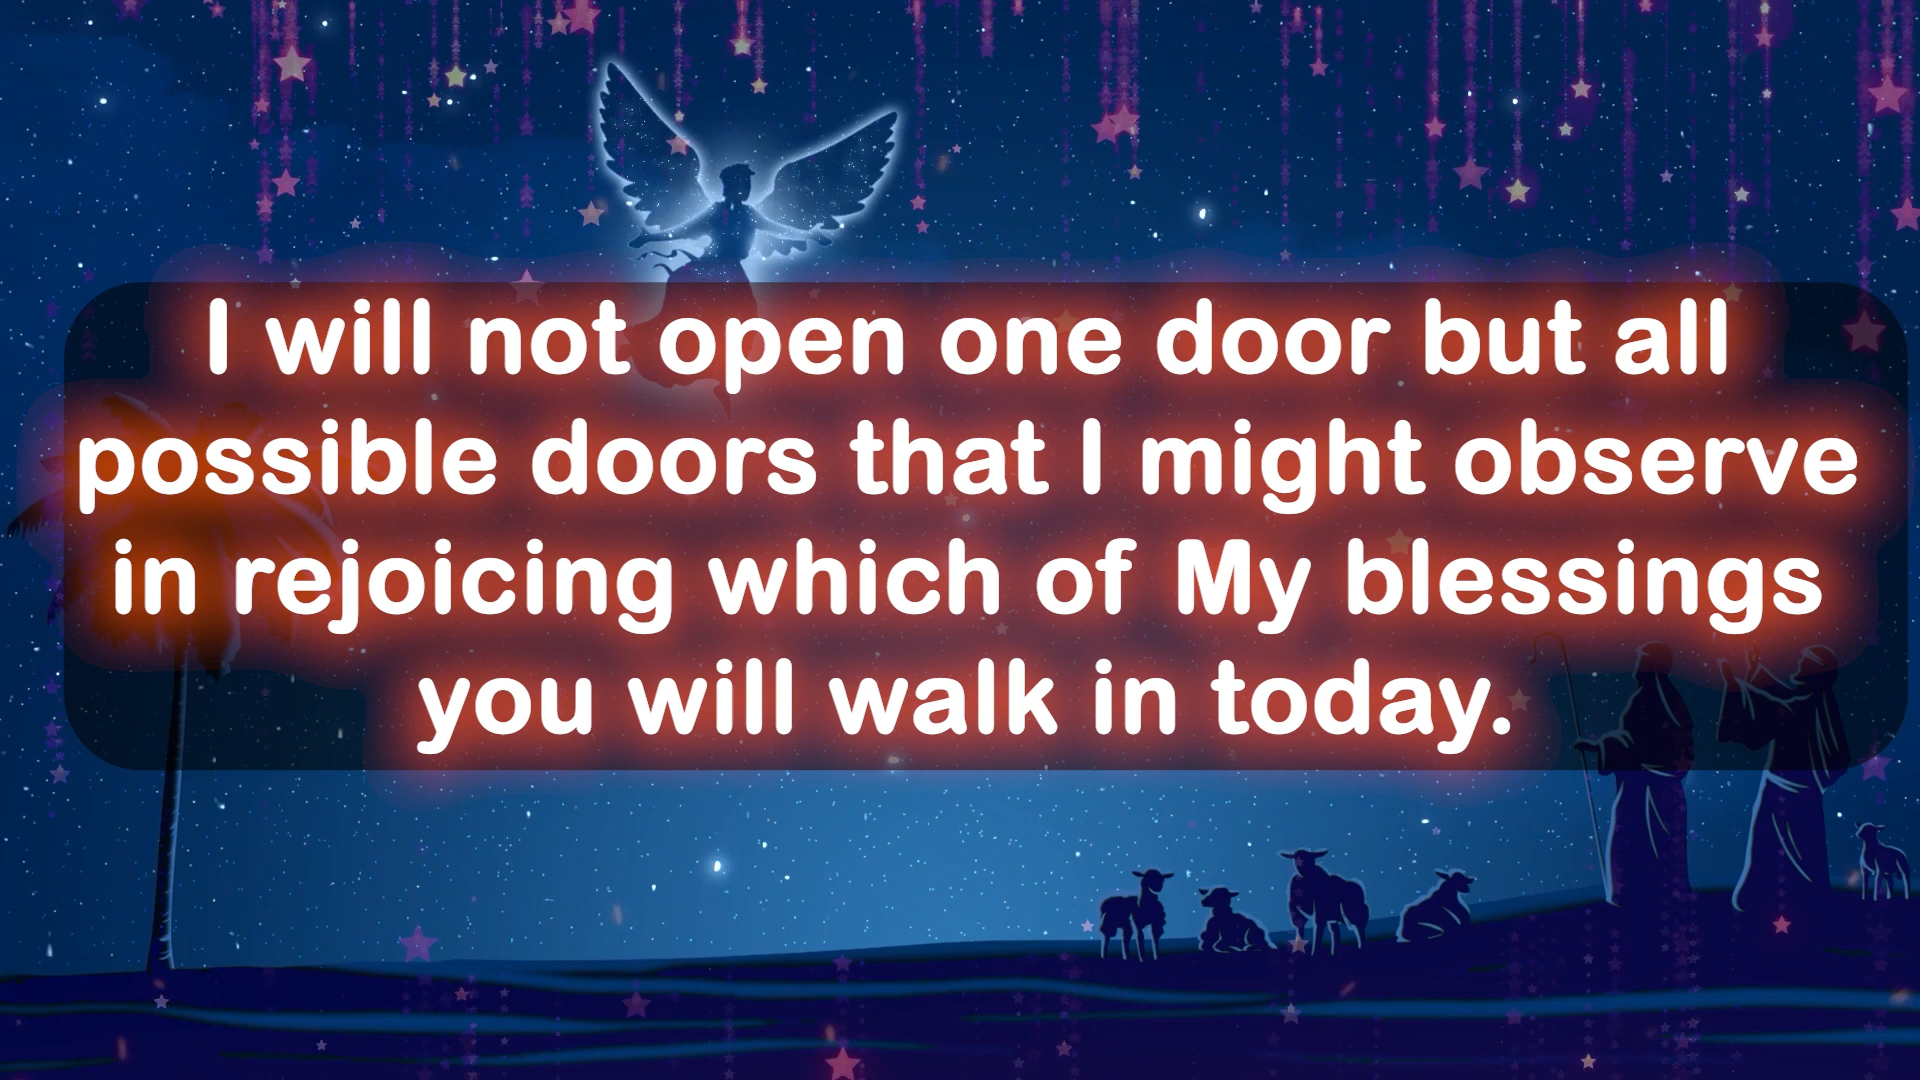 I will not open one door but all
possible doors that I might observe
in rejoicing which of My blessings
you will walk in today.